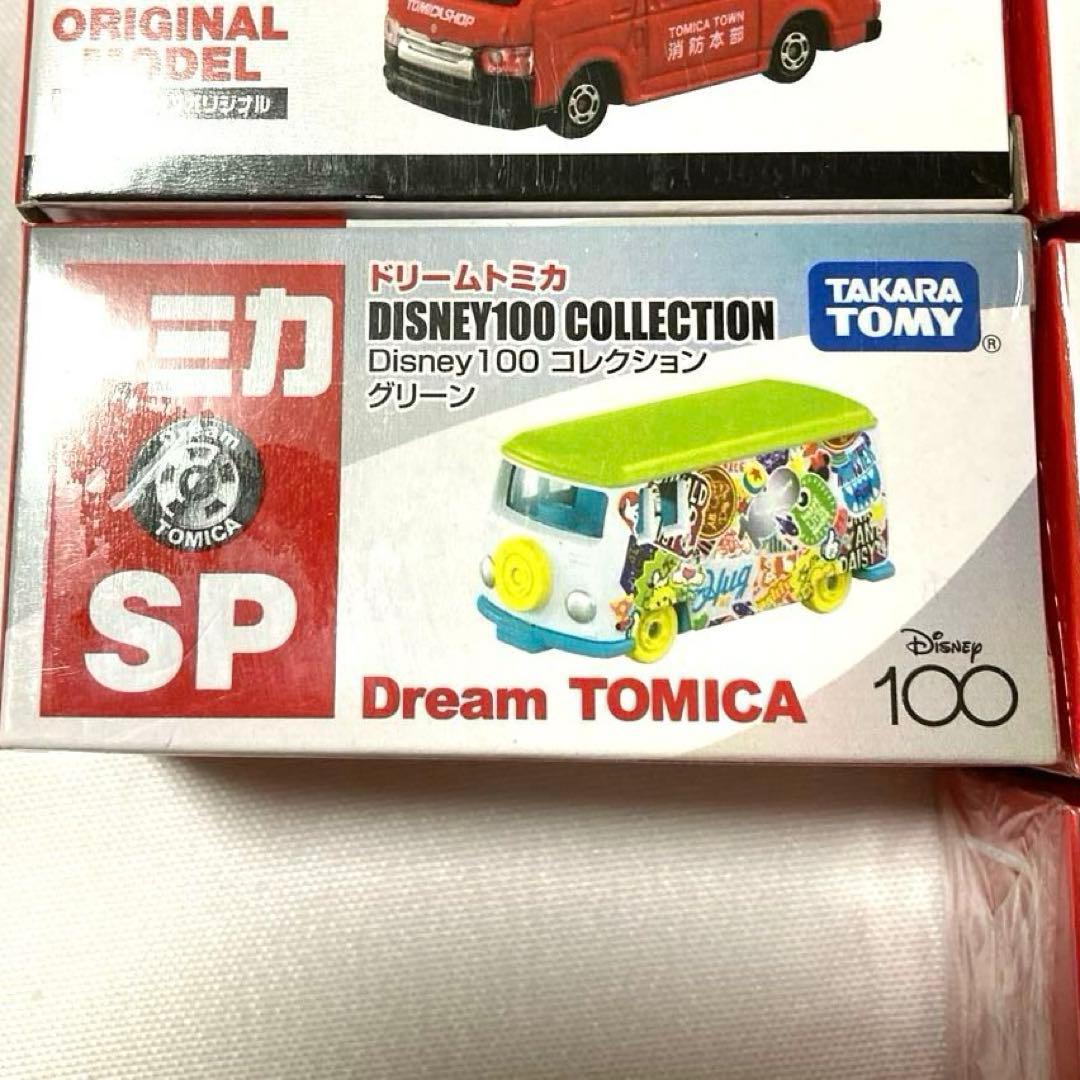 ORIGINAL
MODEL
オリジナル
TOMICASHOP
TOMICA TOWN
消防本部
トミカ
Dream
TOMICA
SP
ドリームトミカ
DISNEY100 COLLECTION
Disney100 コレクション
グリーン
TAKARA
TOMY
®
Hug
DAISY
Dream TOMICA
Disney
100